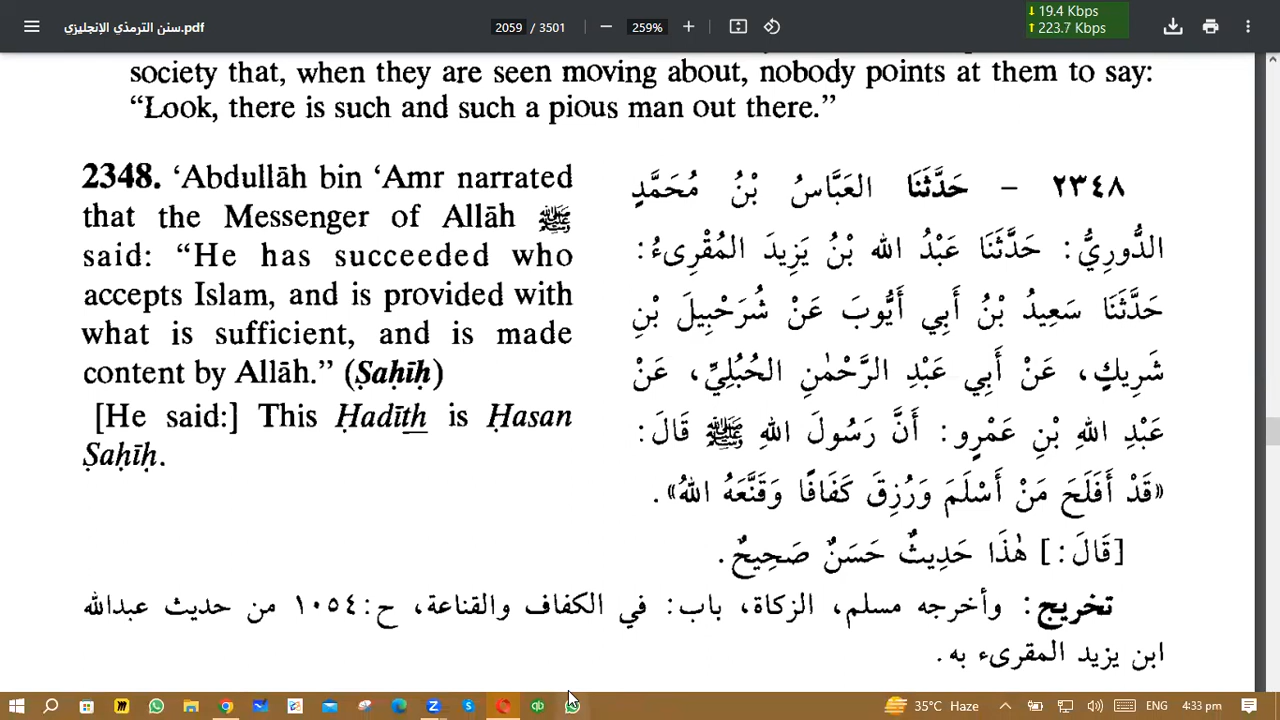 سنن الترمذي الإنجليزي.pdf
2059 / 3501
259%
19.4 Kbps
223.7 Kbps
society that, when they are seen moving about, nobody points at them to say:
“Look, there is such and such a pious man out there.”
2348. ‘Abdullāh bin ‘Amr narrated
that the Messenger of Allāh ﷺ
said: “He has succeeded who
accepts Islam, and is provided with
what is sufficient, and is made
content by Allāh.” (Ṣaḥīḥ)
[He said:] This Ḥadīth is Ḥasan
Ṣaḥīḥ.
٢٣٤٨ – حَدَّثَنَا العَبَّاسُ بْنُ مُحَمَّدٍ
الدُّورِيُّ: حَدَّثَنَا عَبْدُ الله بْنُ يَزِيدَ المُقْرِىءُ:
حَدَّثَنَا سَعِيدُ بْنُ أَبِي أَيُّوبَ عَنْ شُرَحْبِيلَ بْنِ
شَرِيكٍ، عَنْ أَبِي عَبْدِ الرَّحْمٰنِ الحُبُلِيِّ، عَنْ
عَبْدِ اللهِ بْنِ عَمْرٍو: أَنَّ رَسُولَ اللهِ ﷺ قَالَ:
«قَدْ أَفَلَحَ مَنْ أَسْلَمَ وَرُزِقَ كَفَافًا وَقَنَّعَهُ اللهُ».
[قَالَ:] هٰذَا حَدِيثٌ حَسَنٌ صَحِيحٌ.
تخريج: وأخرجه مسلم، الزكاة، باب: في الكفاف والقناعة، ح:١٠٥٤ من حديث عبدالله
ابن يزيد المقرىء به.
35°C Haze
ENG
4:33 pm